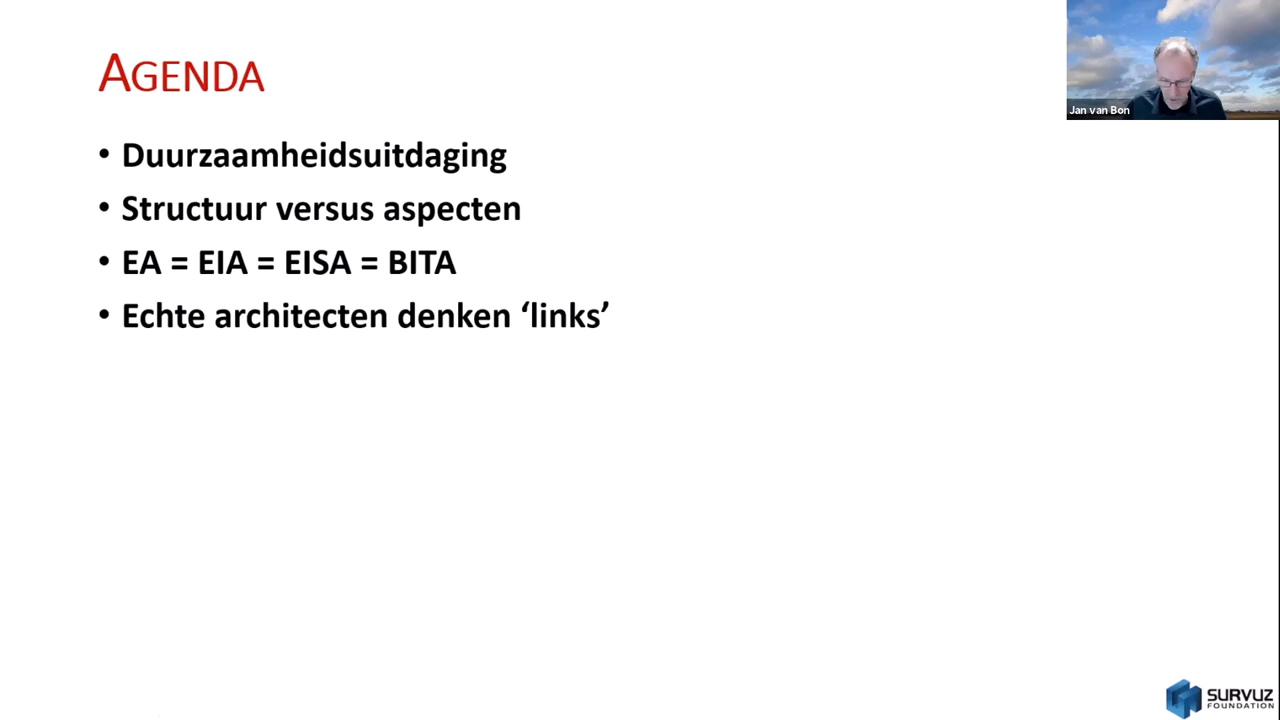 AGENDA
• Duurzaamheidsuitdaging
• Structuur versus aspecten
• EA = EIA = EISA = BITA
• Echte architecten denken ‘links’
Jan van Bon
SURVUZ
FOUNDATION